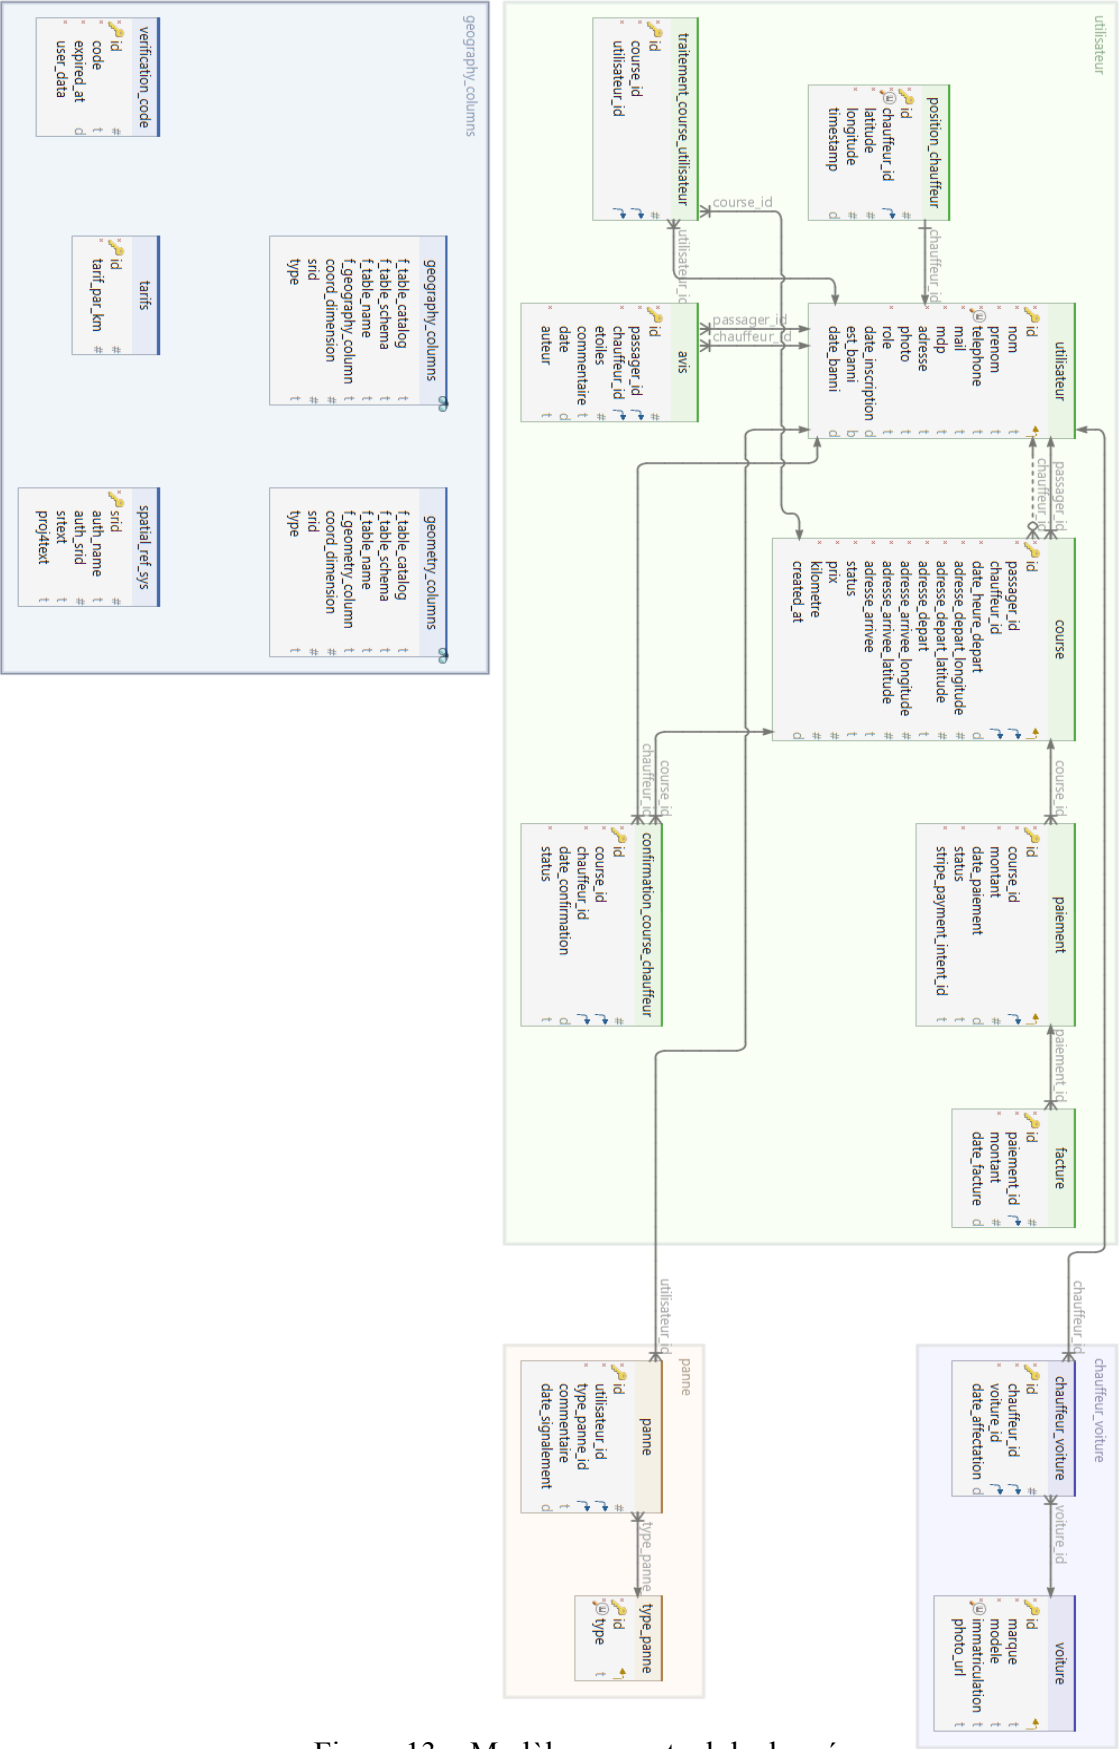 utilisateur
position_chauffeur
id
#
chauffeur_id
latitude
#
longitude
#
timestamp
d
traitement_course_utilisateur
id
#
course_id
utilisateur_id
chauffeur_id
course_id
utilisateur_id
utilisateur
id
nom
t
prenom
t
telephone
t
mail
t
mdp
t
adresse
t
photo
t
role
t
date_inscription
d
est_banni
b
date_banni
d
passager_id
chauffeur_id
avis
id
#
passager_id
chauffeur_id
etoiles
#
commentaire
t
date
d
auteur
t
passager_id
chauffeur_id
course
id
passager_id
chauffeur_id
date_heure_depart
d
adresse_depart_longitude
#
adresse_depart_latitude
#
adresse_depart
t
adresse_arrivee_longitude
#
adresse_arrivee_latitude
#
adresse_arrivee
t
status
t
prix
#
kilometre
#
created_at
d
course_id
course_id
chauffeur_id
paiement
id
course_id
montant
#
date_paiement
d
status
t
stripe_payment_intent_id
t
confirmation_course_chauffeur
id
#
course_id
chauffeur_id
date_confirmation
d
status
t
paiement_id
facture
id
#
paiement_id
montant
#
date_facture
d
chauffeur_id
utilisateur_id
chauffeur_voiture
chauffeur_voiture
id
#
chauffeur_id
voiture_id
date_affectation
d
voiture_id
voiture
id
marque
t
modele
t
immatriculation
t
photo_url
t
panne
panne
id
#
utilisateur_id
type_panne_id
commentaire
t
date_signalement
d
type_panne
type_panne
id
type
t
geography_columns
verification_code
id
#
code
t
expired_at
d
user_data
geography_columns
f_table_catalog
t
f_table_schema
t
f_table_name
t
f_geography_column
t
coord_dimension
#
srid
#
type
t
tarifs
id
#
tarif_par_km
#
geometry_columns
f_table_catalog
t
f_table_schema
t
f_table_name
t
f_geometry_column
t
coord_dimension
#
srid
#
type
t
spatial_ref_sys
srid
#
auth_name
t
auth_srid
#
srtext
t
proj4text
t